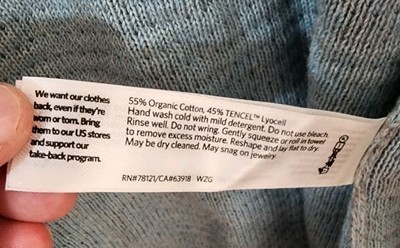 We want our clothes
back, even if they're
worn or torn. Bring
them to our US stores
and support our
take-back program.
55% Organic Cotton, 45% TENCEL™ Lyocell
Hand wash cold with mild detergent. Do not use bleach.
Rinse well. Do not wring. Gently squeeze or roll in towel
to remove excess moisture. Reshape and lay flat to dry.
May be dry cleaned. May snag on jewelry.
RN#78121/CA#63918 WZG